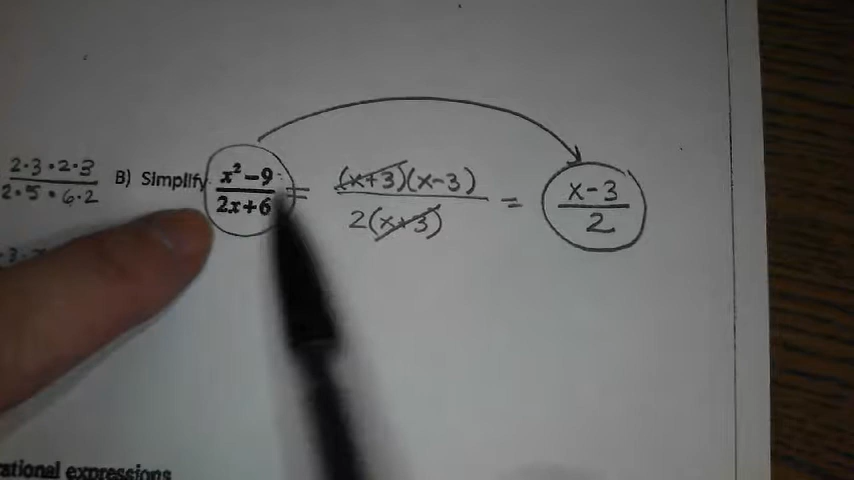 2·3·2·3
2·5·6·2
B) Simplify x² – 9 / 2x + 6 = (x+3)(x-3) / 2(x+3) = x-3 / 2
ational expressions